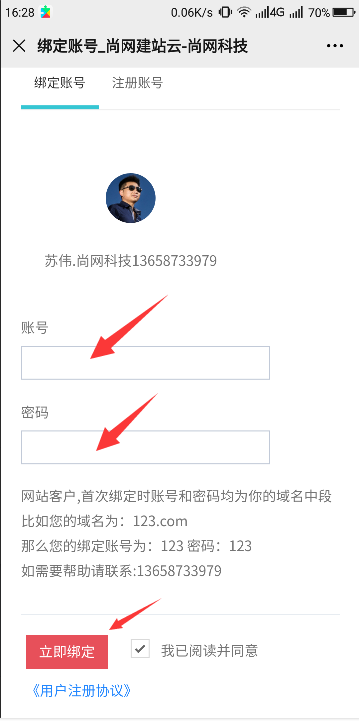 16:28 0.06K/s 4G 70%
绑定账号_尚网建站云-尚网科技
绑定账号 注册账号
苏伟.尚网科技13658733979
账号
密码
网站客户,首次绑定时账号和密码均为你的域名中段
比如您的域名为：123.com
那么您的绑定账号为：123 密码：123
如需要帮助请联系:13658733979
立即绑定 我已阅读并同意
《用户注册协议》